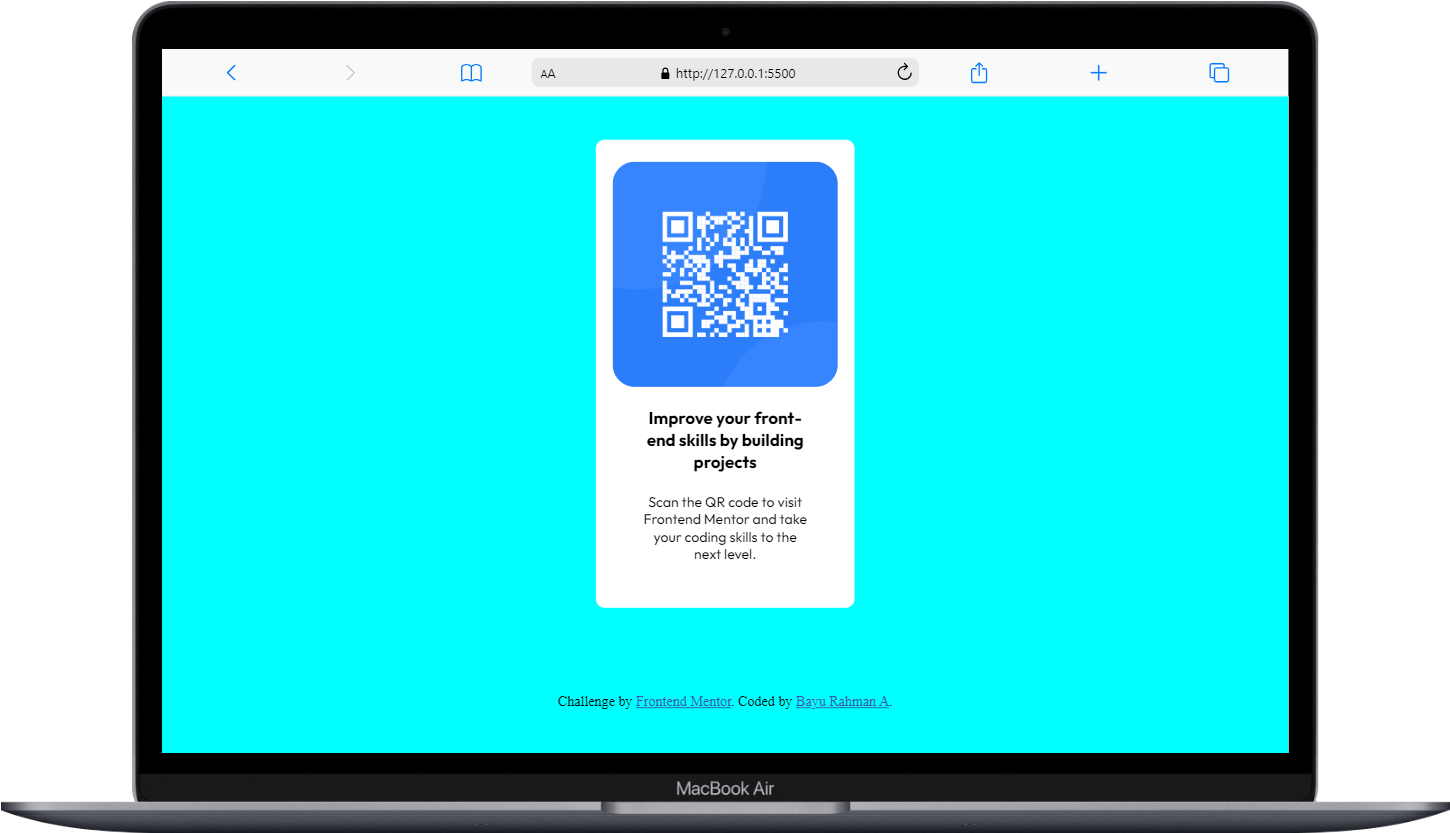 AA
http://127.0.0.1:5500
Improve your front-
end skills by building
projects
Scan the QR code to visit
Frontend Mentor and take
your coding skills to the
next level.
Challenge by Frontend Mentor. Coded by Bayu Rahman A.
MacBook Air